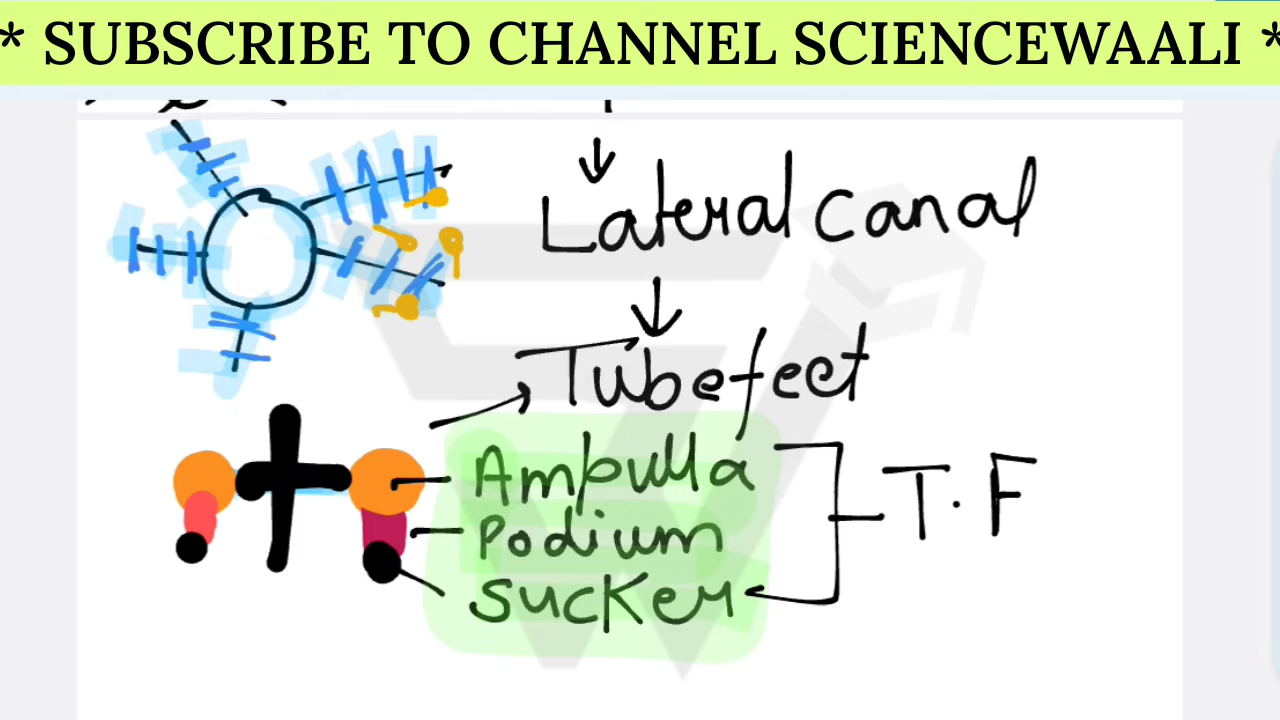 * SUBSCRIBE TO CHANNEL SCIENCEWAALI *
Lateral canal
Tubefeet
Ampulla
Podium
Sucker
T.F